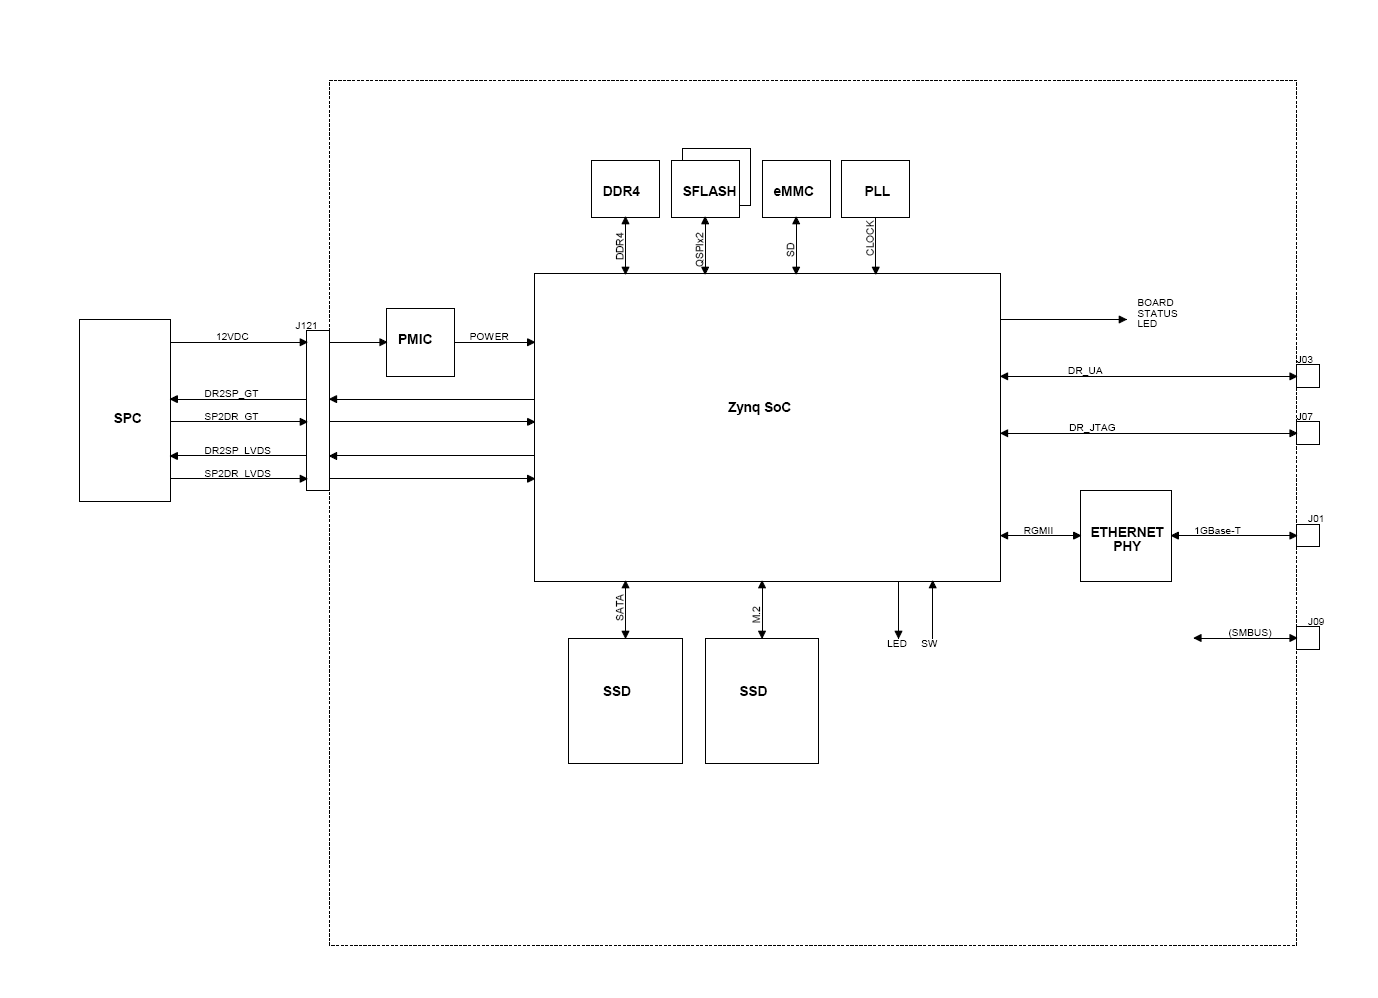 DDR4
SFLASH
eMMC
PLL
DDR4
QSPIx2
SD
CLOCK
BOARD
STATUS
LED
J121
12VDC
PMIC
POWER
J03
DR_UA
DR2SP_GT
SPC
SP2DR_GT
Zynq SoC
J07
DR_JTAG
DR2SP_LVDS
SP2DR_LVDS
J01
RGMII
ETHERNET
PHY
1GBase-T
SATA
M.2
LED
SW
J09
(SMBUS)
SSD
SSD